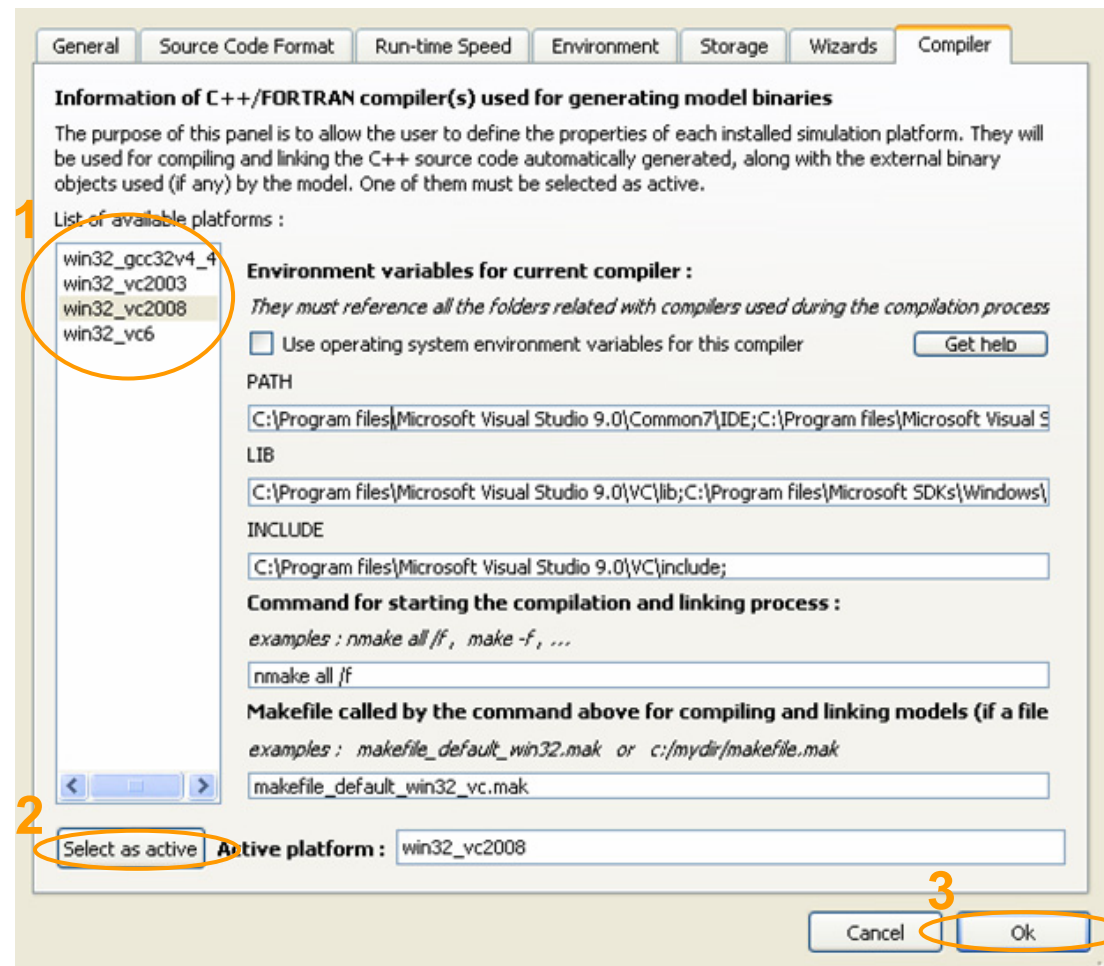 General Source Code Format Run-time Speed Environment Storage Wizards Compiler
Information of C++/FORTRAN compiler(s) used for generating model binaries
The purpose of this panel is to allow the user to define the properties of each installed simulation platform. They will
be used for compiling and linking the C++ source code automatically generated, along with the external binary
objects used (if any) by the model. One of them must be selected as active.
1
List of available platforms :
win32_gcc32v4_4
win32_vc2003
win32_vc2008
win32_vc6
Environment variables for current compiler :
They must reference all the folders related with compilers used during the compilation process
Use operating system environment variables for this compiler
Get help
PATH
C:\Program files\Microsoft Visual Studio 9.0\Common7\IDE;C:\Program files\Microsoft Visual S
LIB
C:\Program files\Microsoft Visual Studio 9.0\VC\lib;C:\Program files\Microsoft SDKs\Windows\
INCLUDE
C:\Program files\Microsoft Visual Studio 9.0\VC\include;
Command for starting the compilation and linking process :
examples : nmake all /f , make -f , ...
nmake all /f
Makefile called by the command above for compiling and linking models (if a file
examples : makefile_default_win32.mak or c:/mydir/makefile.mak
makefile_default_win32_vc.mak
2
Select as active Active platform : win32_vc2008
3
Cancel Ok